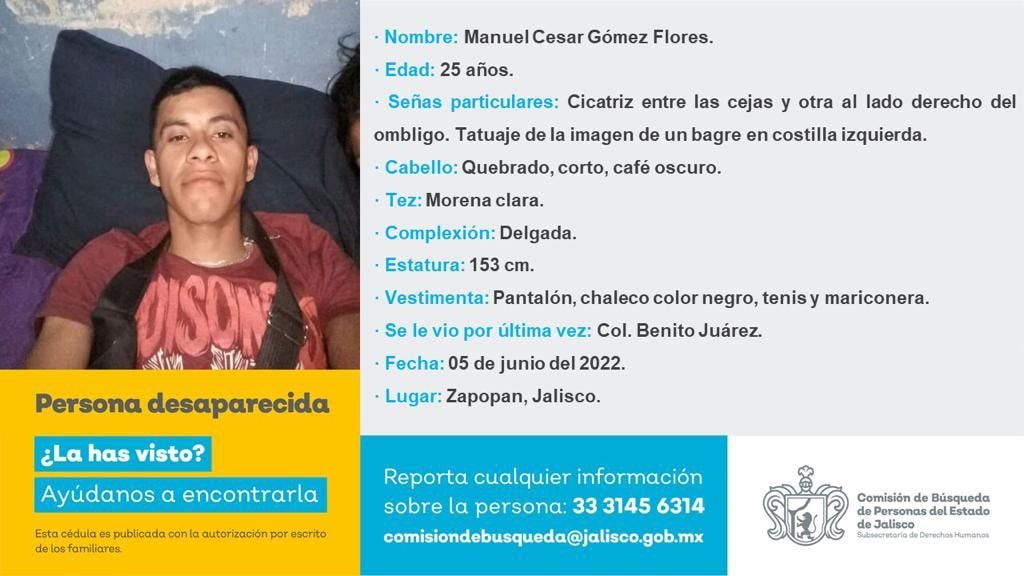 · Nombre: Manuel Cesar Gómez Flores.
· Edad: 25 años.
· Señas particulares: Cicatriz entre las cejas y otra al lado derecho del
ombligo. Tatuaje de la imagen de un bagre en costilla izquierda.
· Cabello: Quebrado, corto, café oscuro.
· Tez: Morena clara.
· Complexión: Delgada.
· Estatura: 153 cm.
· Vestimenta: Pantalón, chaleco color negro, tenis y mariconera.
· Se le vio por última vez: Col. Benito Juárez.
· Fecha: 05 de junio del 2022.
· Lugar: Zapopan, Jalisco.
Persona desaparecida
¿La has visto?
Ayúdanos a encontrarla
Esta cédula es publicada con la autorización por escrito
de los familiares.
Reporta cualquier información
sobre la persona: 33 3145 6314
comisiondebusqueda@jalisco.gob.mx
Comisión de Búsqueda
de Personas del Estado
de Jalisco
Subsecretaría de Derechos Humanos